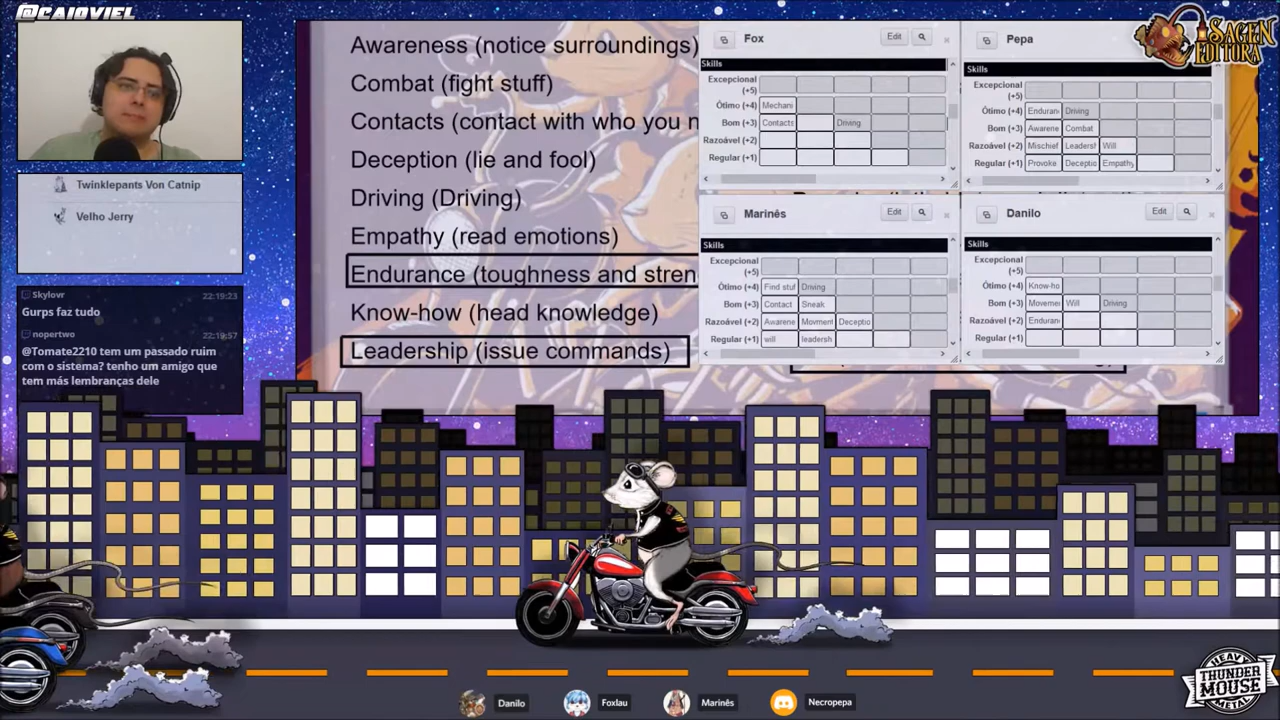 @CAIOVIEL
Twinklepants Von Catnip
Velho Jerry
Skylovr 22:19:23
Gurps faz tudo
nopertwo 22:19:57
@Tomate2210 tem um passado ruim
com o sistema? tenho um amigo que
tem más lembranças dele
Awareness (notice surroundings)
Combat (fight stuff)
Contacts (contact with who you
Deception (lie and fool)
Driving (Driving)
Empathy (read emotions)
Endurance (toughness and stren
Know-how (head knowledge)
Leadership (issue commands)
Fox Edit
Skills
Excepcional
(+5)
Ótimo (+4) Mechani
Bom (+3) Contacts Driving
Razoável (+2)
Regular (+1)
Pepa
Skills
Excepcional
(+5)
Ótimo (+4) Enduran Driving
Bom (+3) Awarene Combat
Razoável (+2) Mischief Leadersh Will
Regular (+1) Provoke Deceptio Empathy
Marinês Edit
Skills
Excepcional
(+5)
Ótimo (+4) Find stuf Driving
Bom (+3) Contact Sneak
Razoável (+2) Awarene Movment Deceptio
Regular (+1) will leadersh
Danilo Edit
Skills
Excepcional
(+5)
Ótimo (+4) Know-ho
Bom (+3) Movemen Will Driving
Razoável (+2) Enduranc
Regular (+1)
SAGEN
EDITORA
Danilo
Foxlau
Marinês
Necropepa
HEAVY
THUNDER
MOUSE
METAL